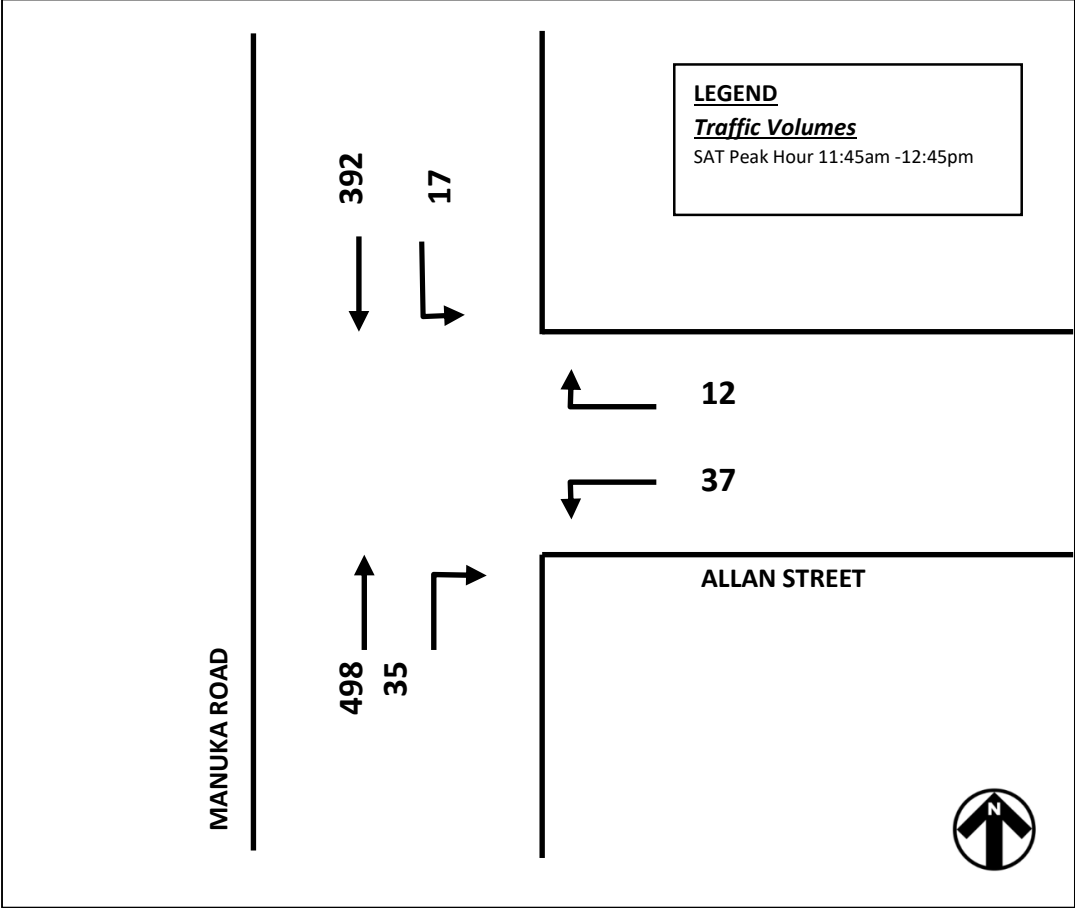 LEGEND
Traffic Volumes
SAT Peak Hour 11:45am -12:45pm
392
17
12
37
ALLAN STREET
498
35
MANUKA ROAD
N